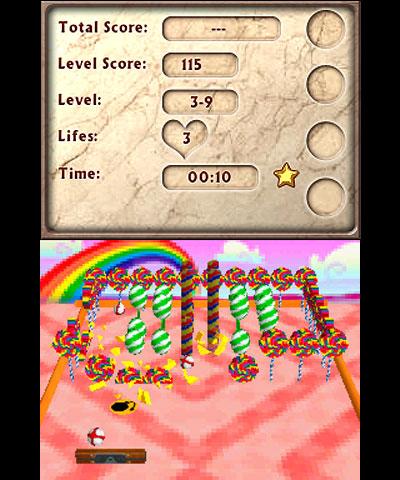 Total Score: ---
Level Score: 115
Level: 3-9
Lifes: 3
Time: 00:10